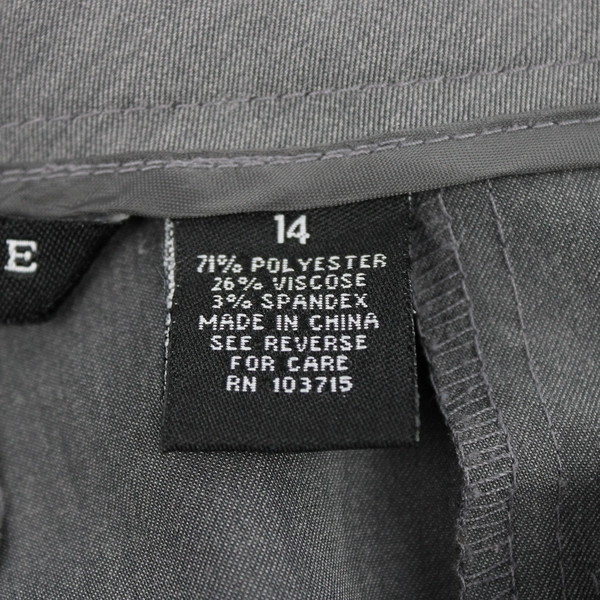 E
14
71% POLYESTER
26% VISCOSE
3% SPANDEX
MADE IN CHINA
SEE REVERSE
FOR CARE
RN 103715